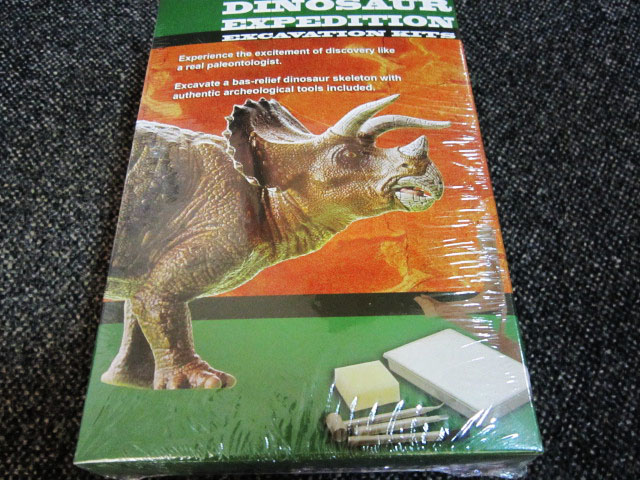 DINOSAUR
EXPEDITION
EXCAVATION KITS
Experience the excitement of discovery like
a real paleontologist.
Excavate a bas-relief dinosaur skeleton with
authentic archeological tools included.